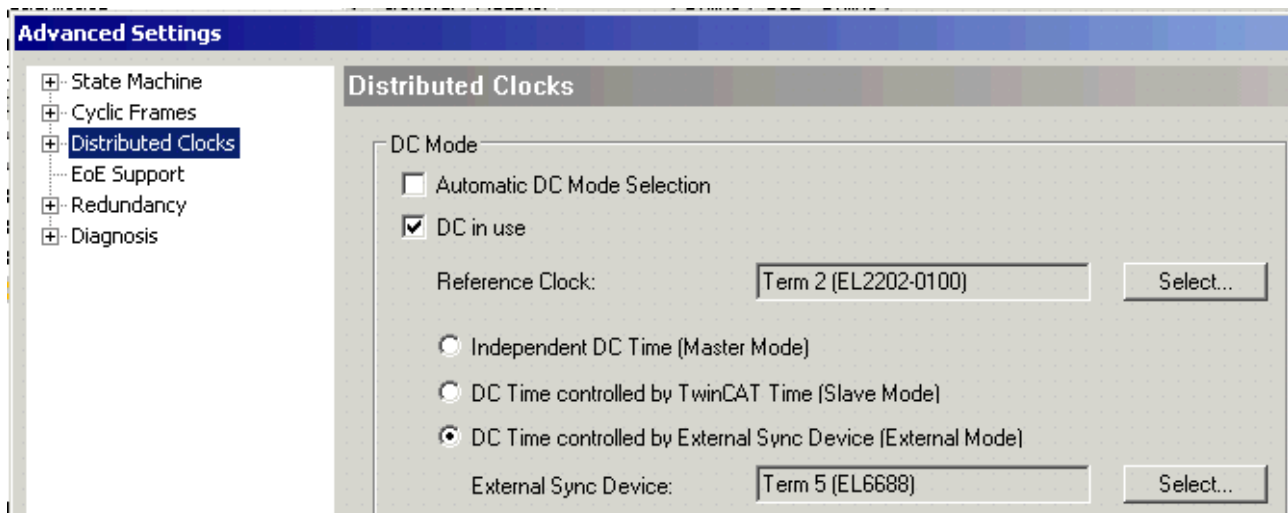 Advanced Settings
State Machine
Cyclic Frames
Distributed Clocks
EoE Support
Redundancy
Diagnosis
Distributed Clocks
DC Mode
Automatic DC Mode Selection
DC in use
Reference Clock: Term 2 (EL2202-0100) Select...
Independent DC Time (Master Mode)
DC Time controlled by TwinCAT Time (Slave Mode)
DC Time controlled by External Sync Device (External Mode)
External Sync Device: Term 5 (EL6688) Select...